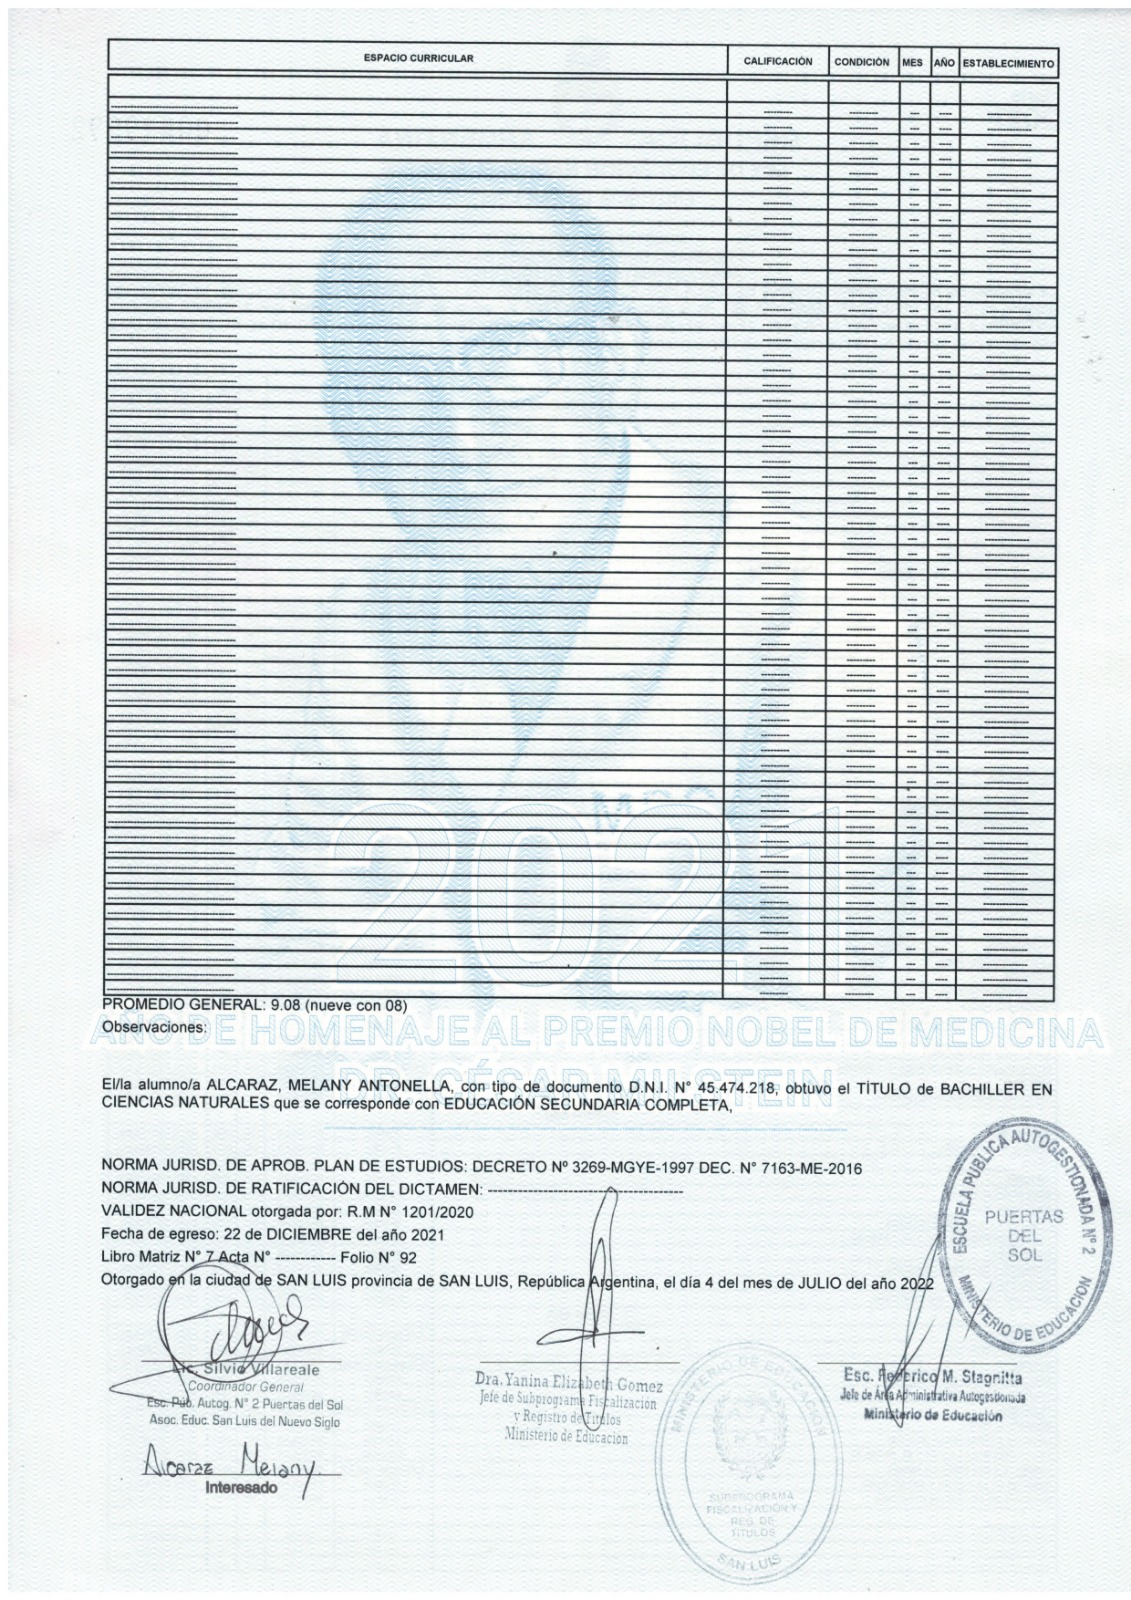 ESPACIO CURRICULAR CALIFICACIÓN CONDICIÓN MES AÑO ESTABLECIMIENTO
2021
PROMEDIO GENERAL: 9.08 (nueve con 08)
Observaciones:
AÑO DE HOMENAJE AL PREMIO NOBEL DE MEDICINA
DR. CÉSAR MILSTEIN
El/la alumno/a ALCARAZ, MELANY ANTONELLA, con tipo de documento D.N.I. N° 45.474.218, obtuvo el TÍTULO de BACHILLER EN
CIENCIAS NATURALES que se corresponde con EDUCACIÓN SECUNDARIA COMPLETA,
NORMA JURISD. DE APROB. PLAN DE ESTUDIOS: DECRETO Nº 3269-MGYE-1997 DEC. N° 7163-ME-2016
NORMA JURISD. DE RATIFICACIÓN DEL DICTAMEN: ----------------------------------------
VALIDEZ NACIONAL otorgada por: R.M N° 1201/2020
Fecha de egreso: 22 de DICIEMBRE del año 2021
Libro Matriz N° 7 Acta N° ------------ Folio N° 92
Otorgado en la ciudad de SAN LUIS provincia de SAN LUIS, República Argentina, el día 4 del mes de JULIO del año 2022
ESCUELA PUBLICA AUTOGESTIONADA Nº 2
PUERTAS
DEL
SOL
MINISTERIO DE EDUCACION
Lic. Silvio Villareale
Coordinador General
Esc. Pub. Autog. N° 2 Puertas del Sol
Asoc. Educ. San Luis del Nuevo Siglo
Dra. Yanina Elizabeth Gomez
Jefe de Subprograma Fiscalización
y Registro de Titulos
Ministerio de Educacion
Esc. Federico M. Stagnitta
Jefe de Área Administrativa Autogestionada
Ministerio de Educación
Alcaraz Melany
Interesado
MINISTERIO DE EDUCACION
SUBPROGRAMA
FISCALIZACIÓN Y
REG. DE
TITULOS
SAN LUIS